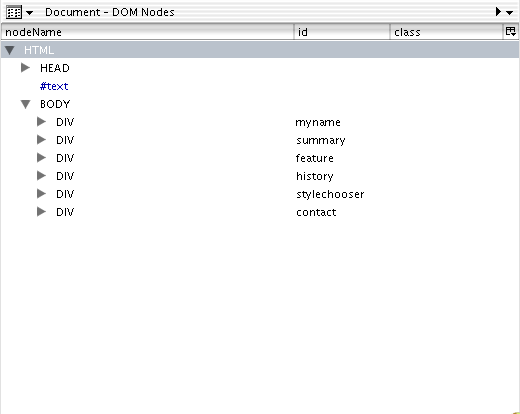 Document - DOM Nodes
nodeName id class
HTML
HEAD
#text
BODY
DIV myname
DIV summary
DIV feature
DIV history
DIV stylechooser
DIV contact